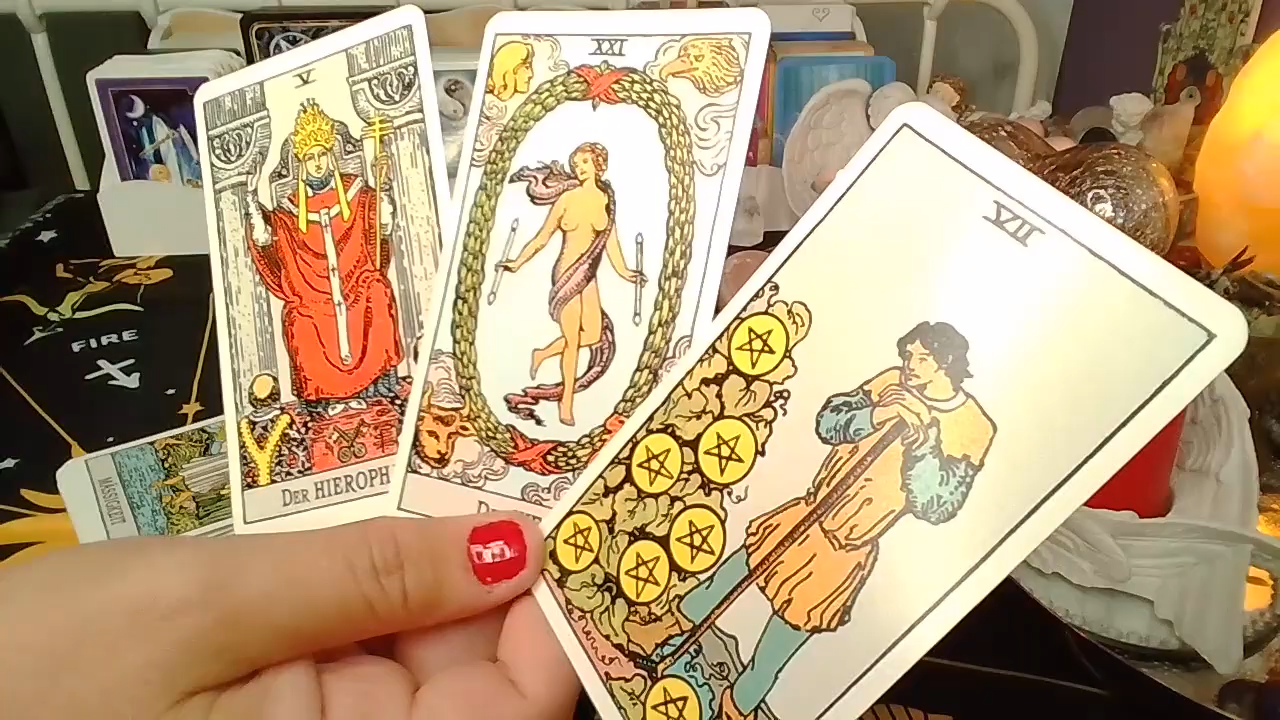 V
DER HIEROPH
XXI
VII
FIRE
MÄSSIGKEIT